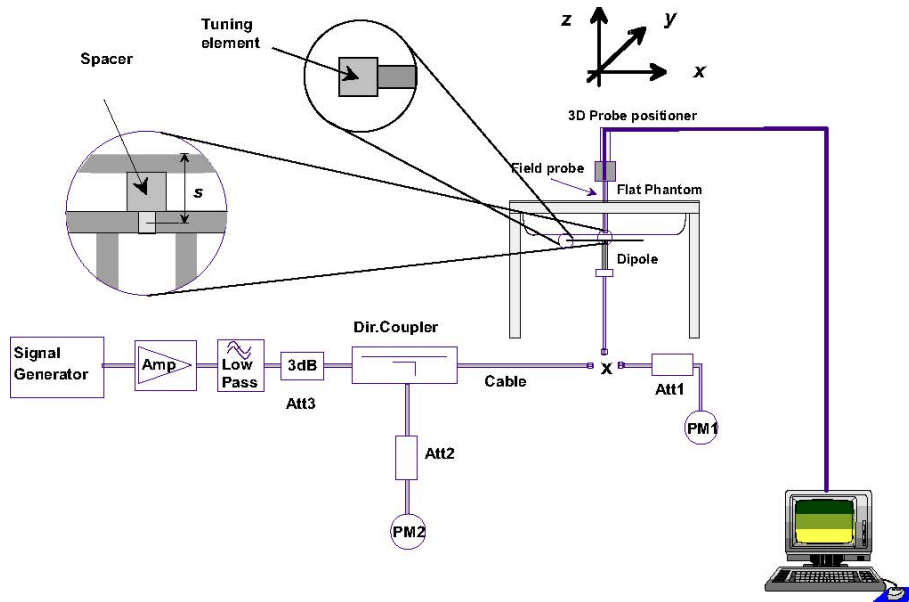 Tuning
element
Spacer
z
y
x
3D Probe positioner
Field probe
Flat Phantom
s
Dipole
Dir.Coupler
Signal
Generator
Amp
Low
Pass
3dB
Att3
Cable
x
Att1
PM1
Att2
PM2